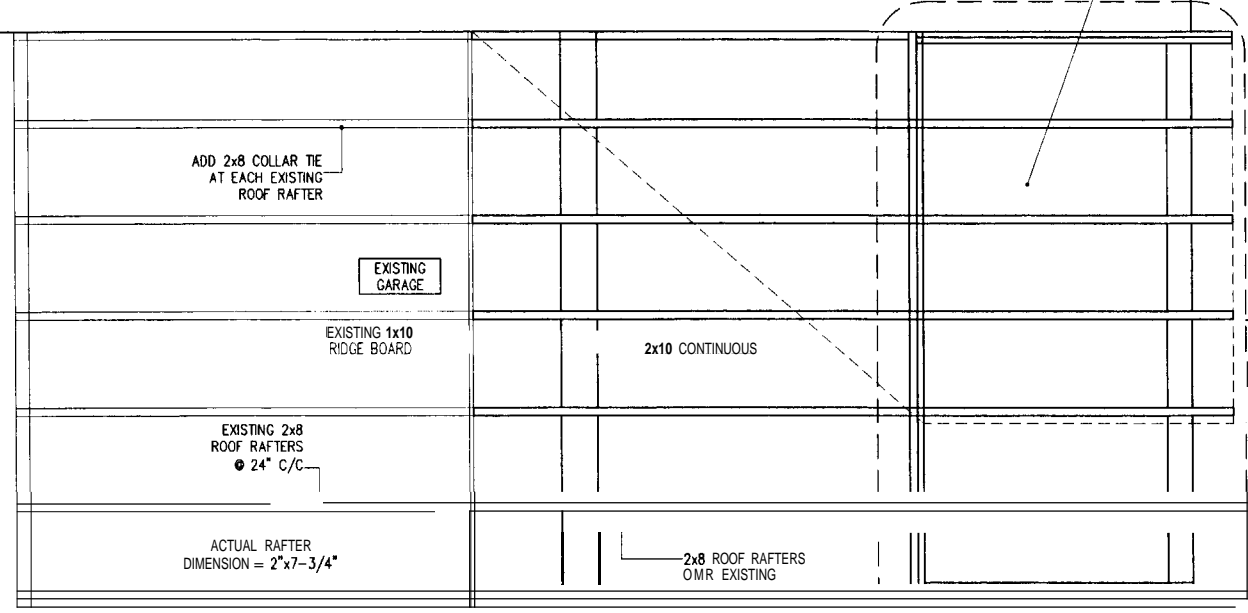 ADD 2x8 COLLAR TIE
AT EACH EXISTING
ROOF RAFTER
EXISTING
GARAGE
EXISTING 1x10
RIDGE BOARD
2x10 CONTINUOUS
EXISTING 2x8
ROOF RAFTERS
@ 24" C/C
ACTUAL RAFTER
DIMENSION = 2"x7-3/4"
2x8 ROOF RAFTERS
OMR EXISTING